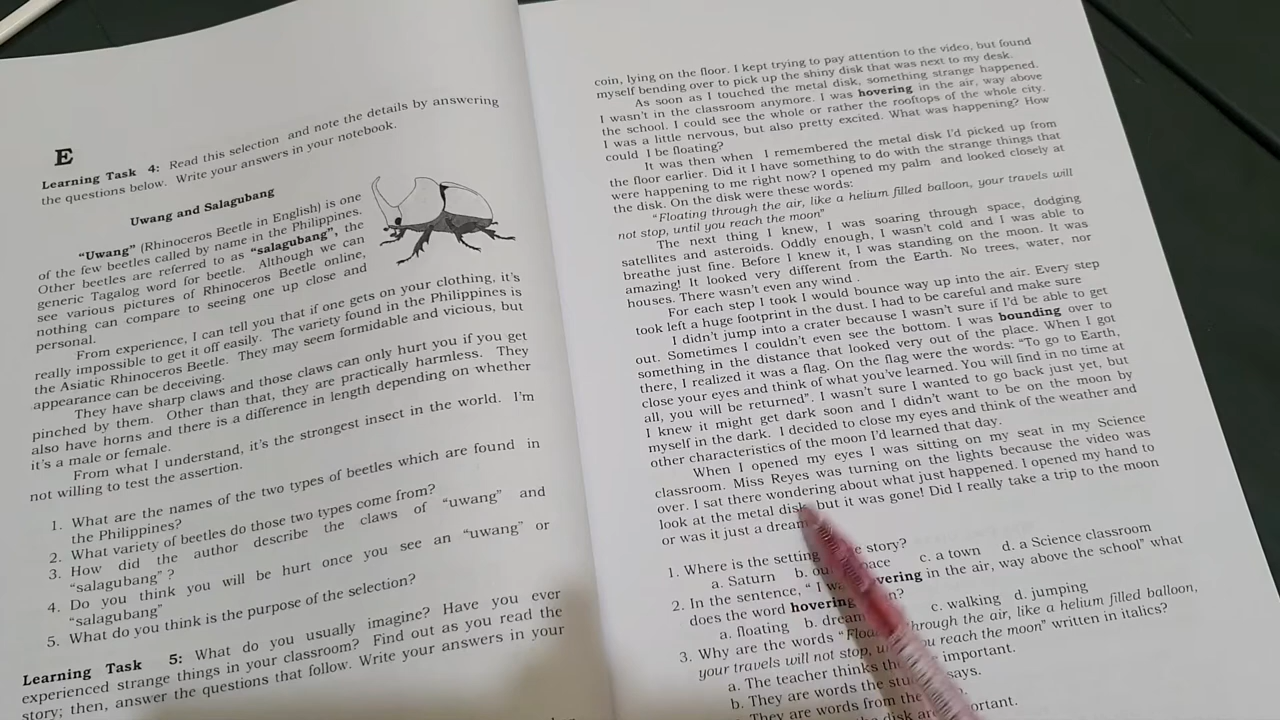 E
Learning Task 4: Read this selection and note the details by answering
the questions below. Write your answers in your notebook.
Uwang and Salagubang
"Uwang" (Rhinoceros Beetle in English) is one
of the few beetles called by name in the Philippines.
Other beetles are referred to as "salagubang", the
generic Tagalog word for beetle. Although we can
see various pictures of Rhinoceros Beetle online,
nothing can compare to seeing one up close and
personal.
From experience, I can tell you that if one gets on your clothing, it's
really impossible to get it off easily. The variety found in the Philippines is
the Asiatic Rhinoceros Beetle. They may seem formidable and vicious, but
appearance can be deceiving.
They have sharp claws and those claws can only hurt you if you get
pinched by them. Other than that, they are practically harmless. They
also have horns and there is a difference in length depending on whether
it's a male or female.
From what I understand, it's the strongest insect in the world. I'm
not willing to test the assertion.
1. What are the names of the two types of beetles which are found in
the Philippines?
2. What variety of beetles do those two types come from?
3. How did the author describe the claws of "uwang" and
"salagubang" ?
4. Do you think you will be hurt once you see an "uwang" or
"salagubang"
5. What do you think is the purpose of the selection?
Learning Task 5: What do you usually imagine? Have you ever
experienced strange things in your classroom? Find out as you read the
story; then, answer the questions that follow. Write your answers in your
coin, lying on the floor. I kept trying to pay attention to the video, but found
myself bending over to pick up the shiny disk that was next to my desk.
As soon as I touched the metal disk, something strange happened.
I wasn't in the classroom anymore. I was hovering in the air, way above
the school. I could see the whole or rather the rooftops of the whole city.
I was a little nervous, but also pretty excited. What was happening? How
could I be floating?
It was then when I remembered the metal disk I'd picked up from
the floor earlier. Did it I have something to do with the strange things that
were happening to me right now? I opened my palm and looked closely at
the disk. On the disk were these words:
"Floating through the air, like a helium filled balloon, your travels will
not stop, until you reach the moon"
The next thing I knew, I was soaring through space, dodging
satellites and asteroids. Oddly enough, I wasn't cold and I was able to
breathe just fine. Before I knew it, I was standing on the moon. It was
amazing! It looked very different from the Earth. No trees, water, nor
houses. There wasn't even any wind .
For each step I took I would bounce way up into the air. Every step
took left a huge footprint in the dust. I had to be careful and make sure
I didn't jump into a crater because I wasn't sure if I'd be able to get
out. Sometimes I couldn't even see the bottom. I was bounding over to
something in the distance that looked very out of the place. When I got
there, I realized it was a flag. On the flag were the words: "To go to Earth,
close your eyes and think of what you've learned. You will find in no time at
all, you will be returned". I wasn't sure I wanted to go back just yet, but
I knew it might get dark soon and I didn't want to be on the moon by
myself in the dark. I decided to close my eyes and think of the weather and
other characteristics of the moon I'd learned that day.
When I opened my eyes I was sitting on my seat in my Science
classroom. Miss Reyes was turning on the lights because the video was
over. I sat there wondering about what just happened. I opened my hand to
look at the metal disk, but it was gone! Did I really take a trip to the moon
or was it just a dream
1. Where is the setting story?
a. Saturn b. space c. a town d. a Science classroom
2. In the sentence, " I hovering in the air, way above the school" what
does the word hovering
a. floating b. c. walking d. jumping
3. Why are the words " through the air, like a helium filled balloon,
your travels will not stop, you reach the moon" written in italics?
a. The teacher thinks important.
b. They are words the says.
They are words from the
the disk are